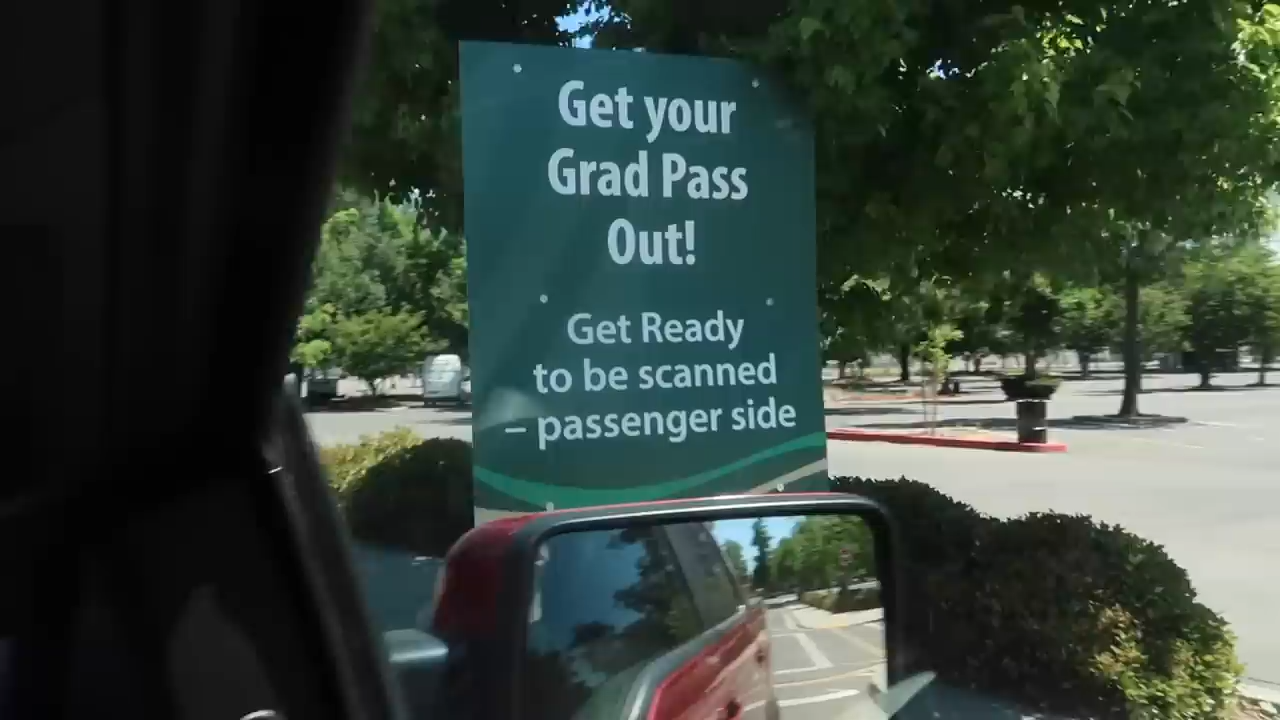 Get your
Grad Pass
Out!
Get Ready
to be scanned
– passenger side